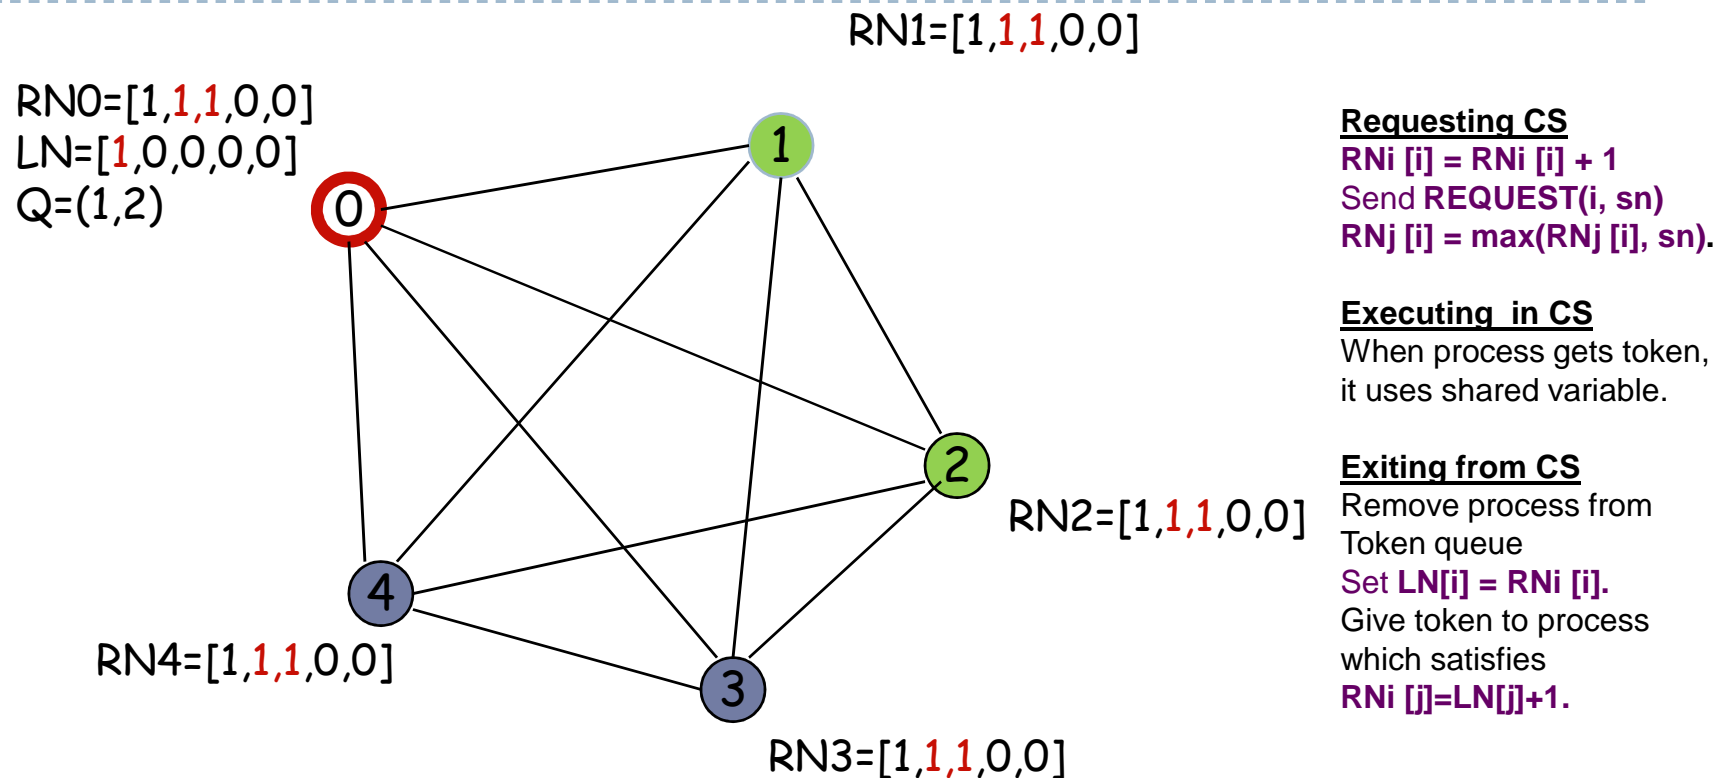 RN1=[1,1,1,0,0]
RN0=[1,1,1,0,0]
LN=[1,0,0,0,0]
Q=(1,2)
0
1
2
RN2=[1,1,1,0,0]
4
RN4=[1,1,1,0,0]
3
RN3=[1,1,1,0,0]
Requesting CS
RNi [i] = RNi [i] + 1
Send REQUEST(i, sn)
RNj [i] = max(RNj [i], sn).
Executing in CS
When process gets token,
it uses shared variable.
Exiting from CS
Remove process from
Token queue
Set LN[i] = RNi [i].
Give token to process
which satisfies
RNi [j]=LN[j]+1.